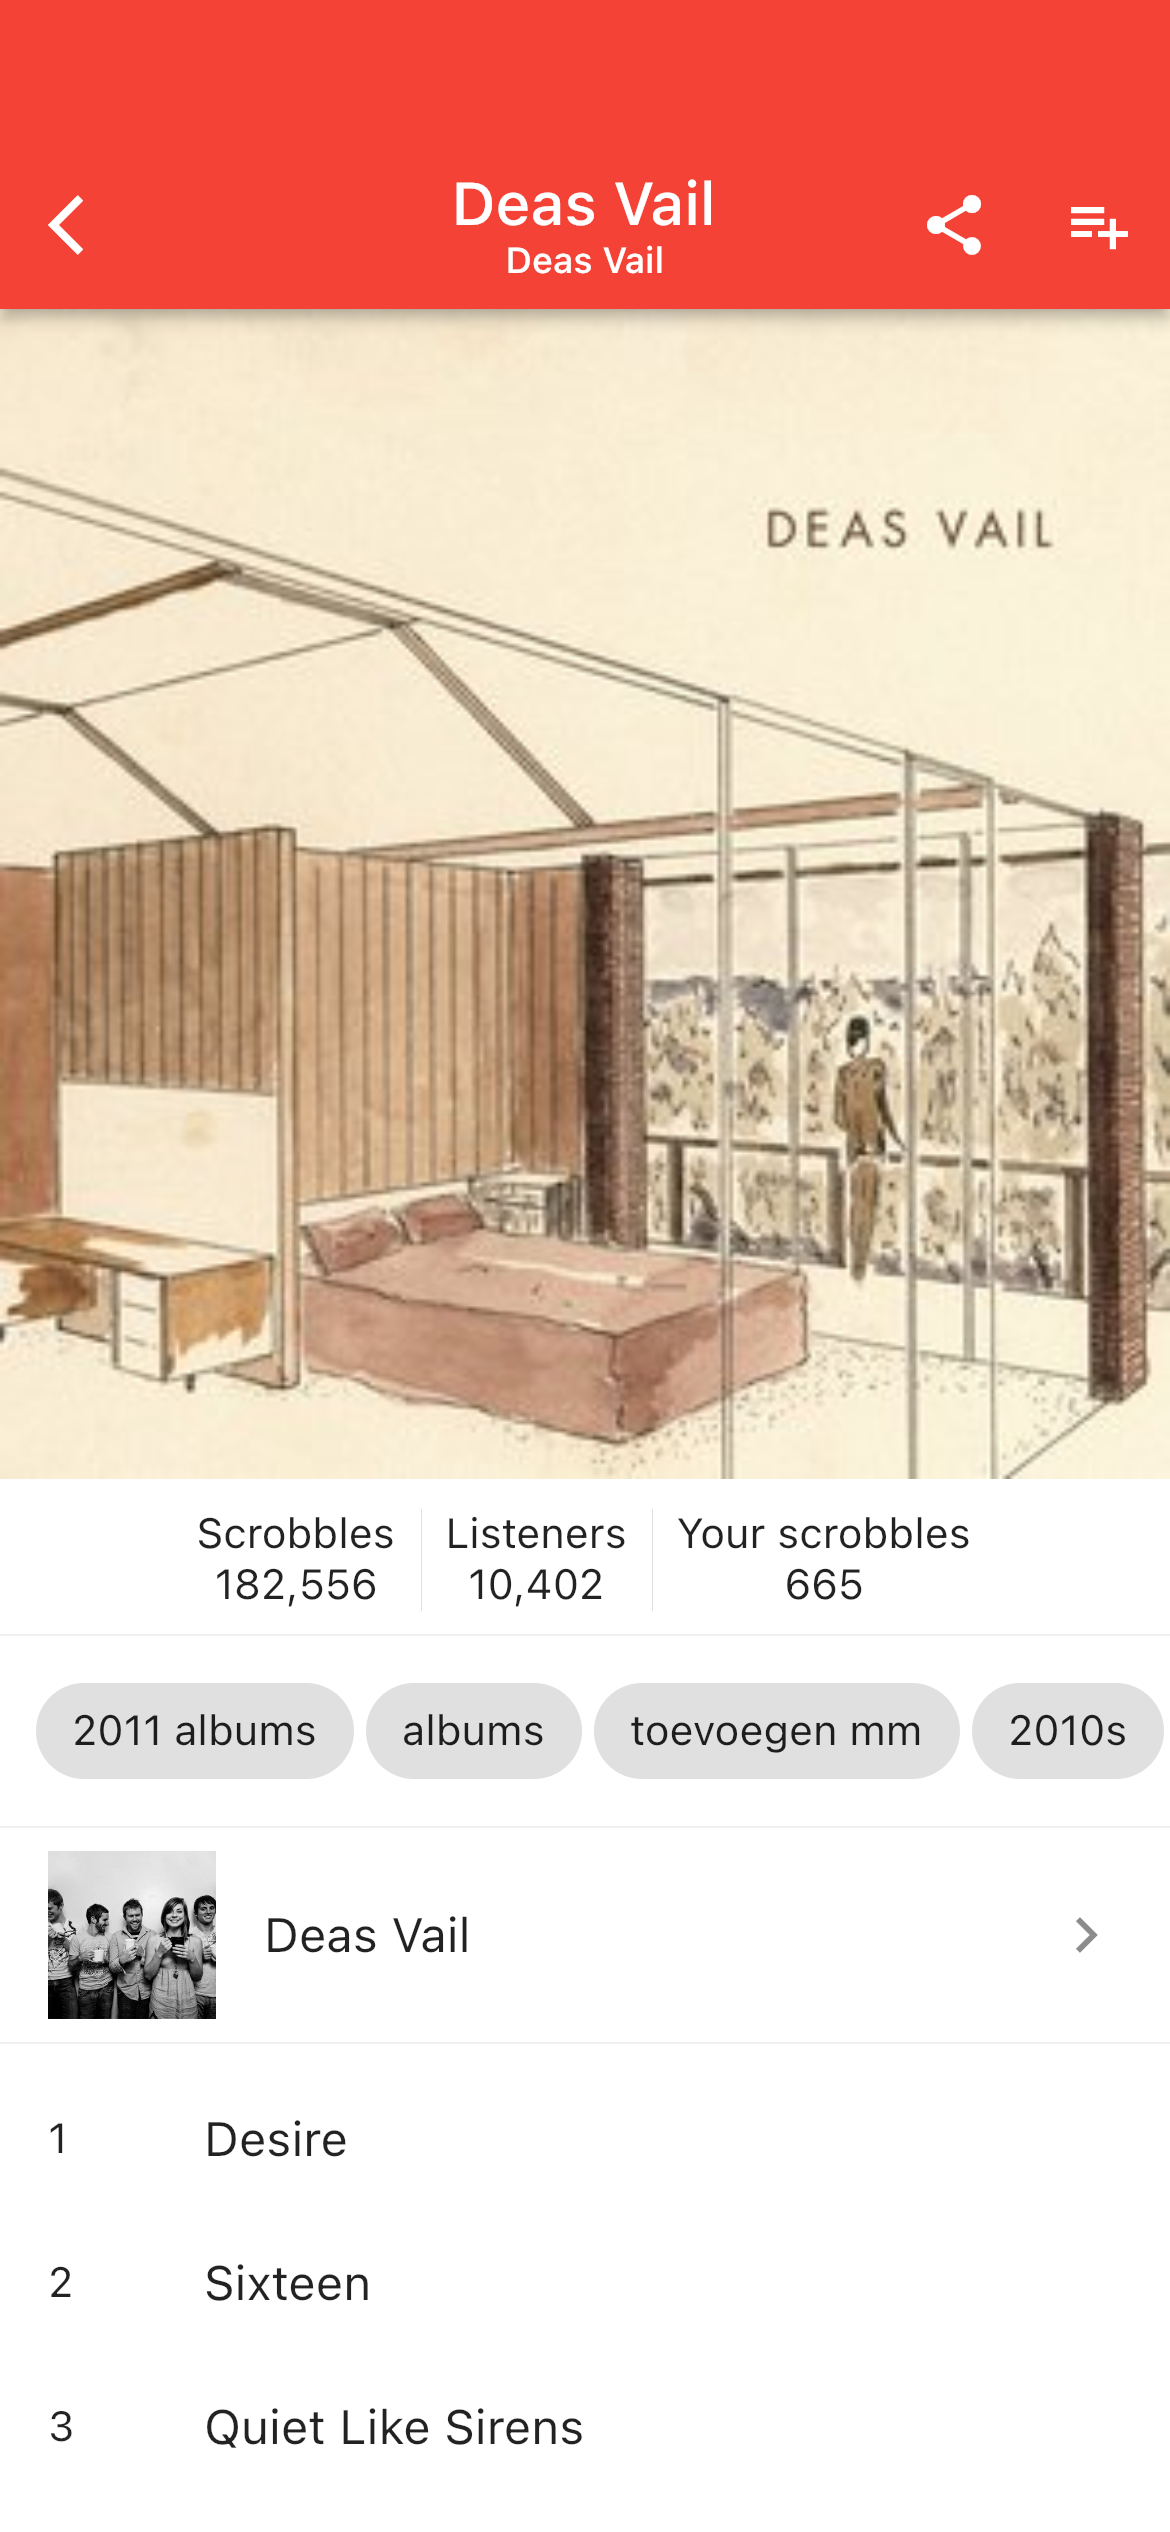 Deas Vail
Deas Vail
DEAS VAIL
Scrobbles
182,556
Listeners
10,402
Your scrobbles
665
2011 albums
albums
toevoegen mm
2010s
Deas Vail
1 Desire
2 Sixteen
3 Quiet Like Sirens